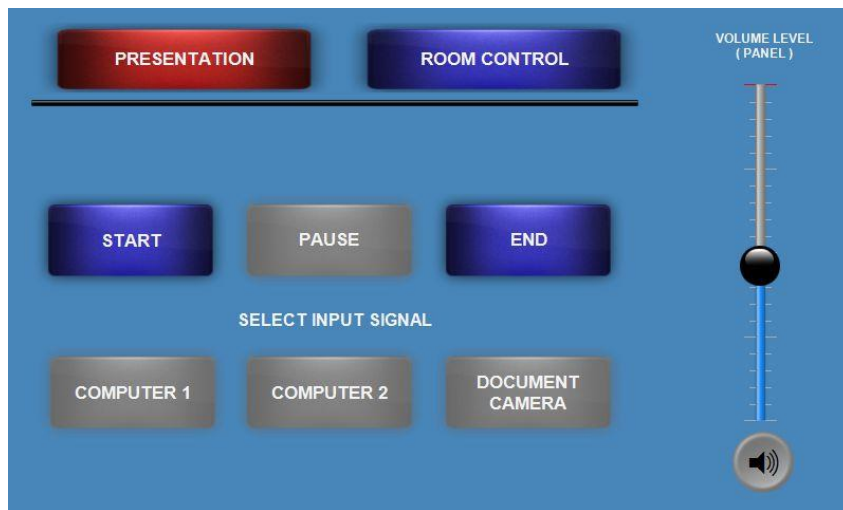 PRESENTATION
ROOM CONTROL
VOLUME LEVEL
( PANEL )
START
PAUSE
END
SELECT INPUT SIGNAL
COMPUTER 1
COMPUTER 2
DOCUMENT
CAMERA